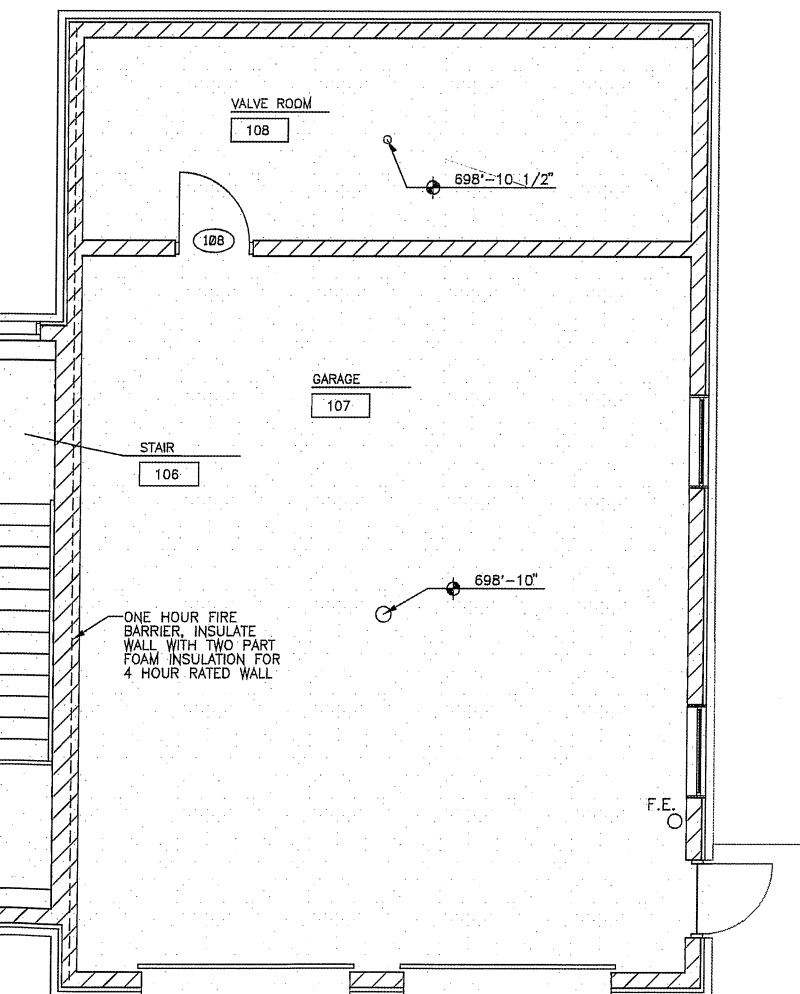 VALVE ROOM
108
698'-10 1/2"
108
GARAGE
107
STAIR
106
698'-10"
ONE HOUR FIRE
BARRIER, INSULATE
WALL WITH TWO PART
FOAM INSULATION FOR
4 HOUR RATED WALL
F.E.